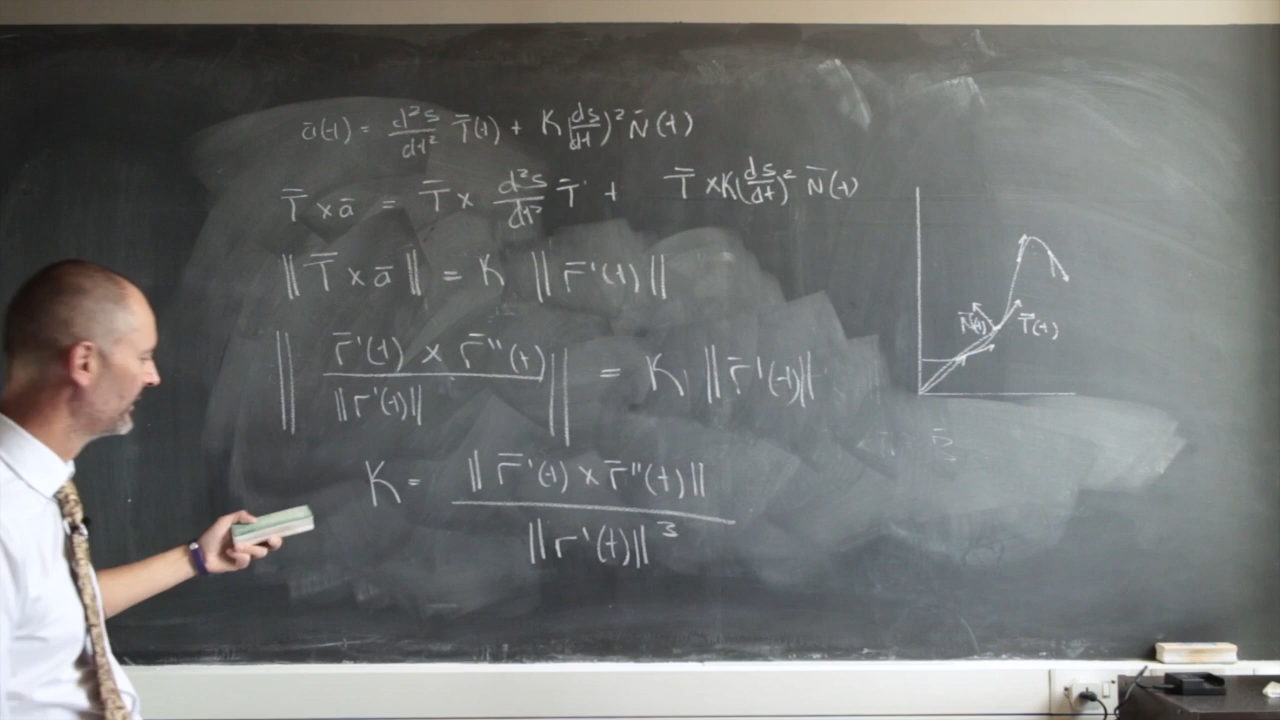 ā(t) = d²s/dt² T̄(t) + K(ds/dt)² N̄(t)
T̄ × ā = T̄ × d²s/dt² T̄ + T̄ × K(ds/dt)² N̄(t)
‖T̄ × ā‖ = K ‖r̄'(t)‖
‖ r̄'(t) × r̄''(t) / ‖r'(t)‖ ‖ = K ‖r̄'(t)‖
K = ‖r̄'(t) × r̄''(t)‖ / ‖r'(t)‖³
N̄(t) T̄(t)